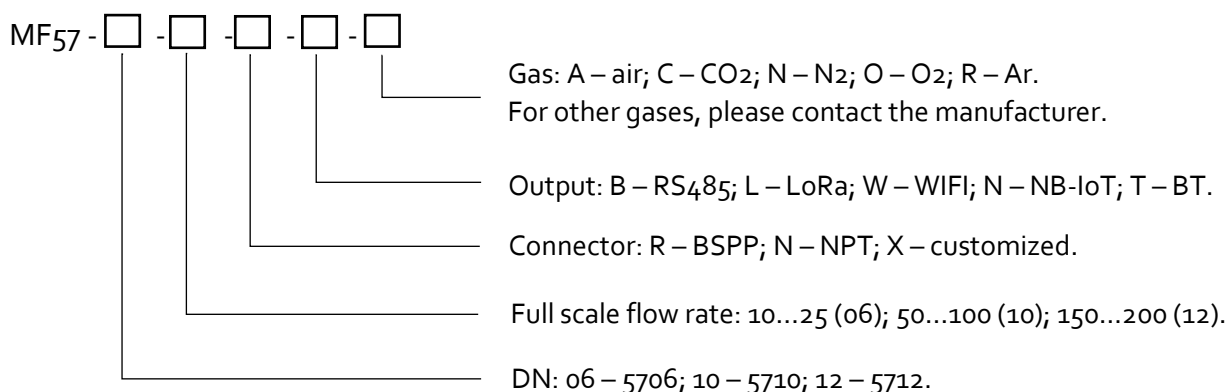 MF57 - □ - □ - □ - □ - □
Gas: A – air; C – CO2; N – N2; O – O2; R – Ar.
For other gases, please contact the manufacturer.
Output: B – RS485; L – LoRa; W – WIFI; N – NB-IoT; T – BT.
Connector: R – BSPP; N – NPT; X – customized.
Full scale flow rate: 10...25 (06); 50...100 (10); 150...200 (12).
DN: 06 – 5706; 10 – 5710; 12 – 5712.